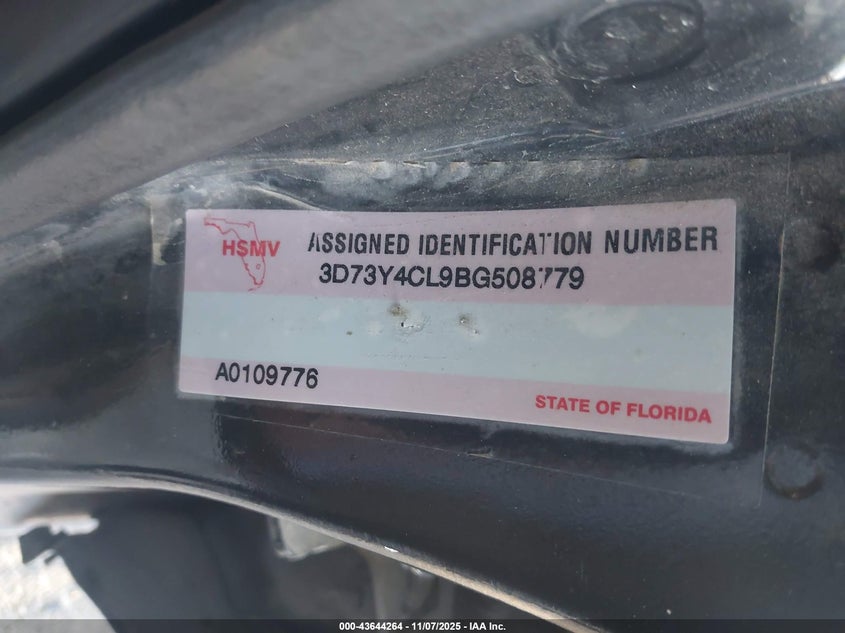 HSMV
ASSIGNED IDENTIFICATION NUMBER
3D73Y4CL9BG508779
A0109776
STATE OF FLORIDA
000-43644264 - 11/07/2025 - IAA Inc.